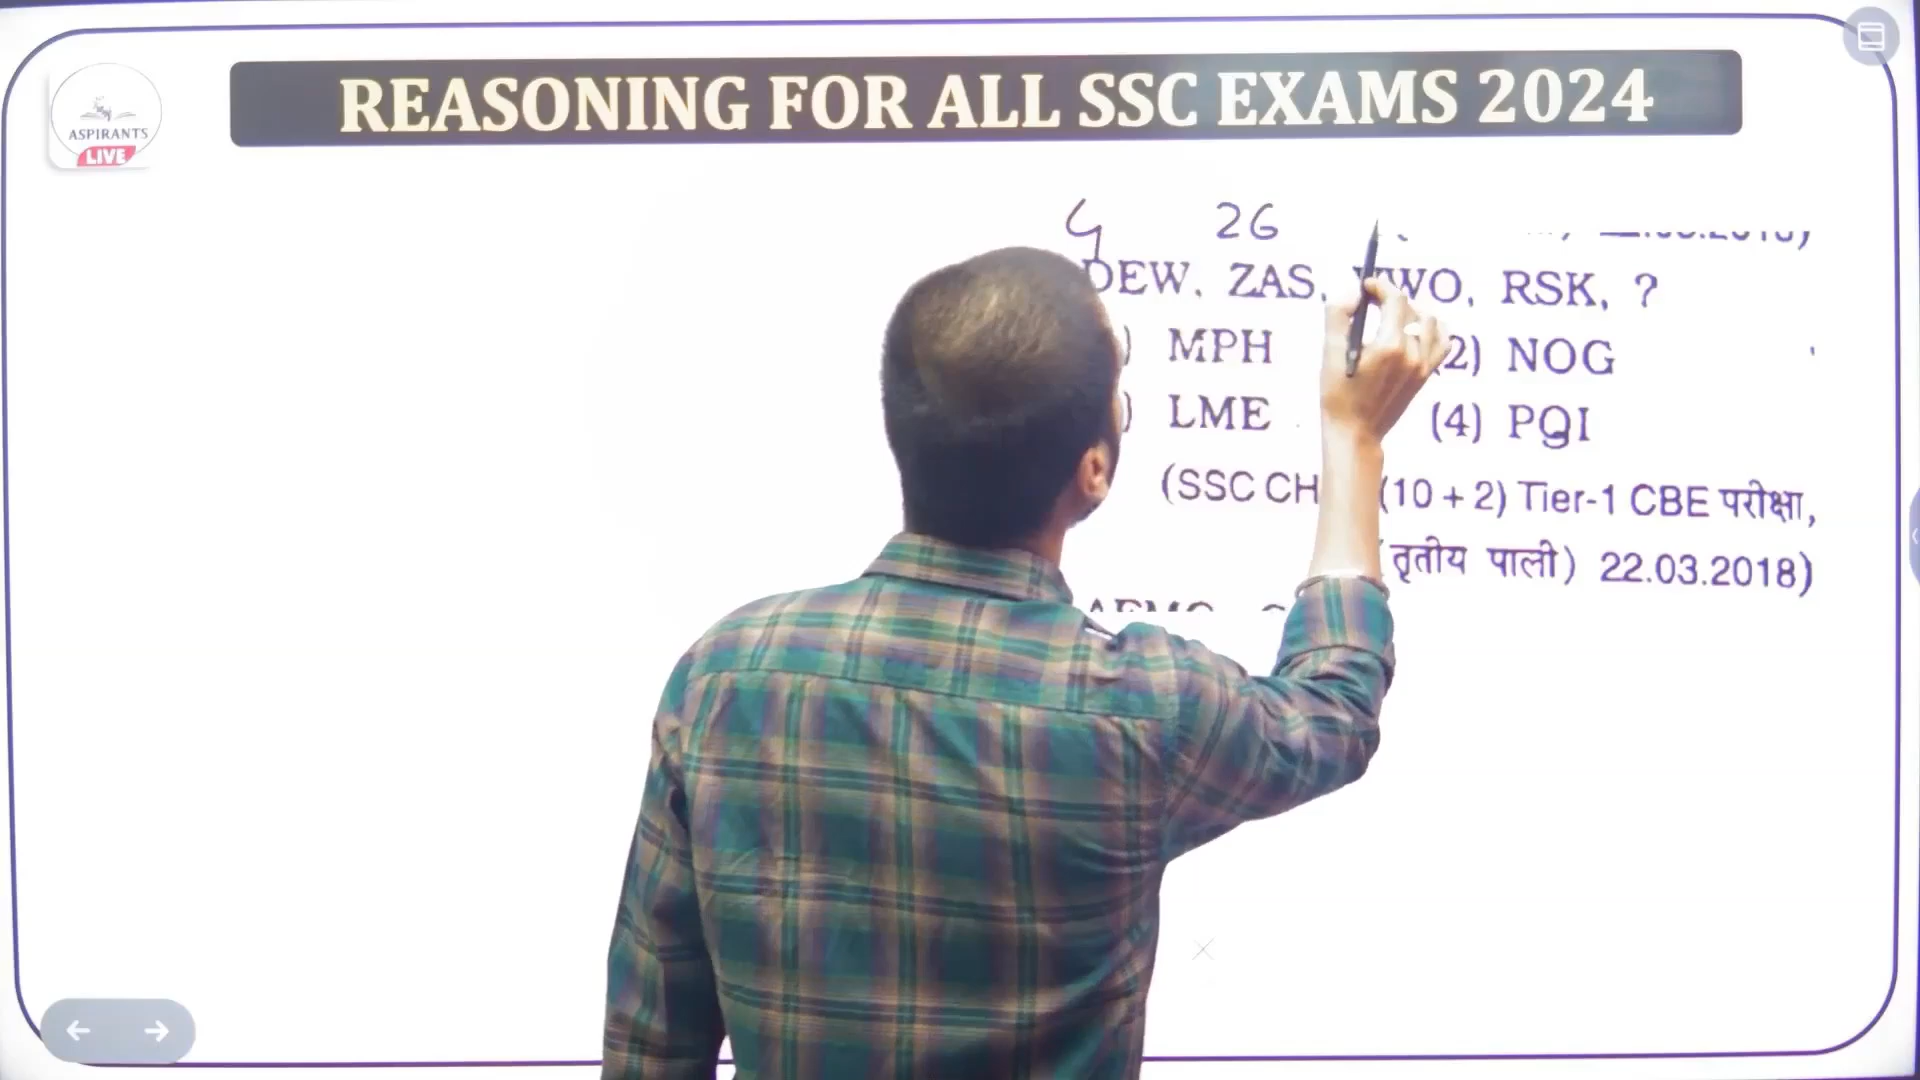 REASONING FOR ALL SSC EXAMS 2024
ASPIRANTS
LIVE
4 26
DEW, ZAS, RSK, ?
MPH (2) NOG
LME (4) PQI
(SSC CH (10 + 2) Tier-1 CBE परीक्षा,
(तृतीय पाली) 22.03.2018)